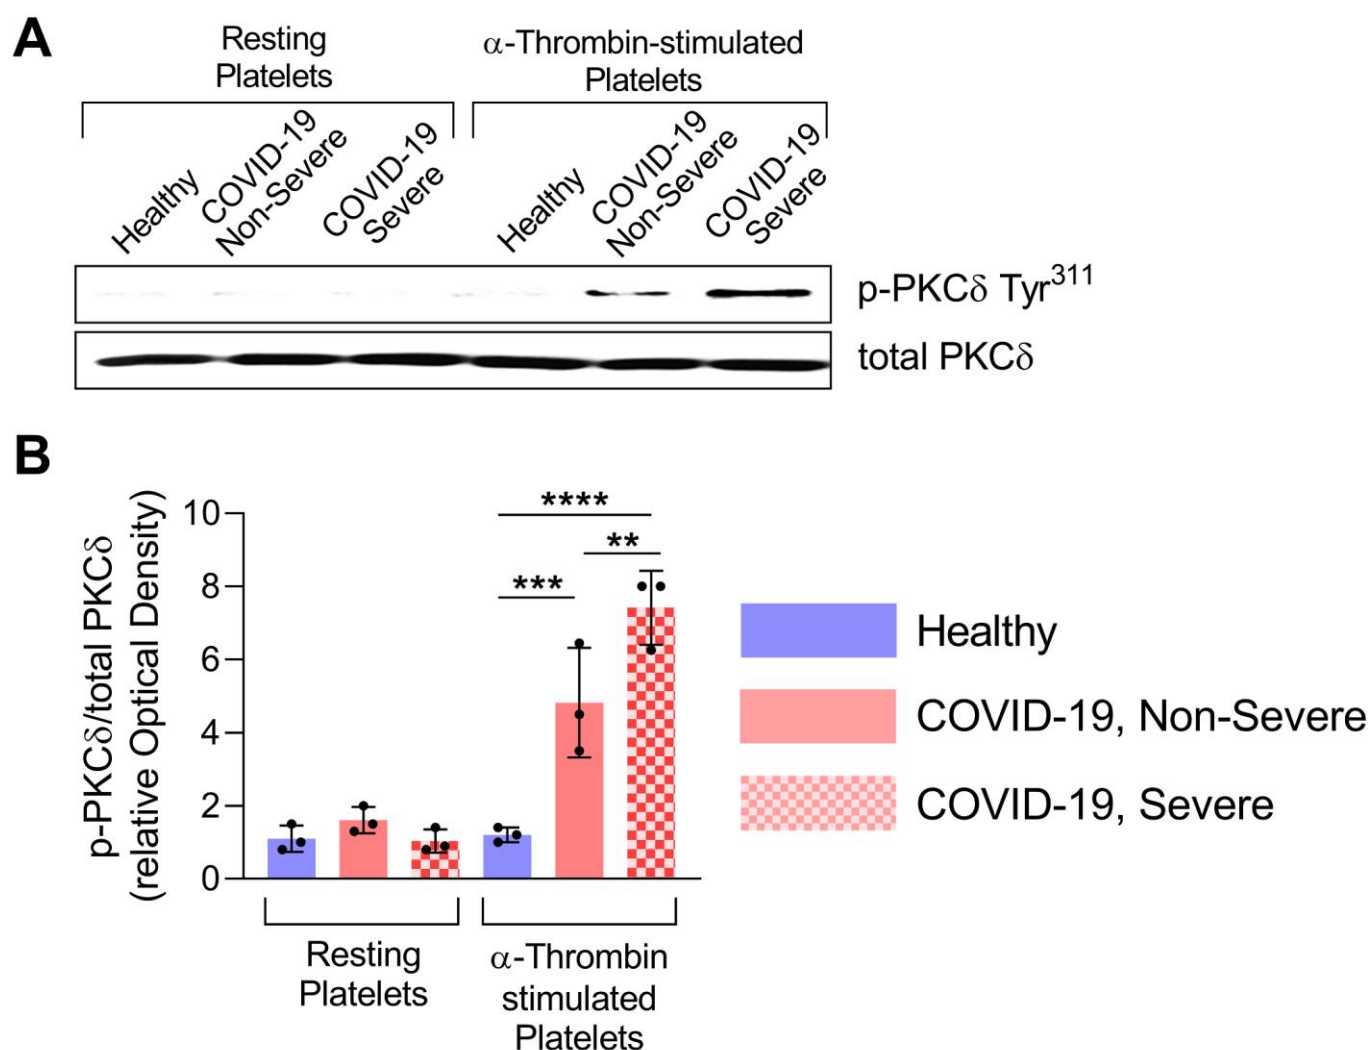 A
Resting
Platelets
α-Thrombin-stimulated
Platelets
Healthy
COVID-19
Non-Severe
COVID-19
Severe
Healthy
COVID-19
Non-Severe
COVID-19
Severe
p-PKCδ Tyr³¹¹
total PKCδ
B
p-PKCδ/total PKCδ
(relative Optical Density)
10
8
6
4
2
0
****
**
***
Resting
Platelets
α-Thrombin
stimulated
Platelets
Healthy
COVID-19, Non-Severe
COVID-19, Severe